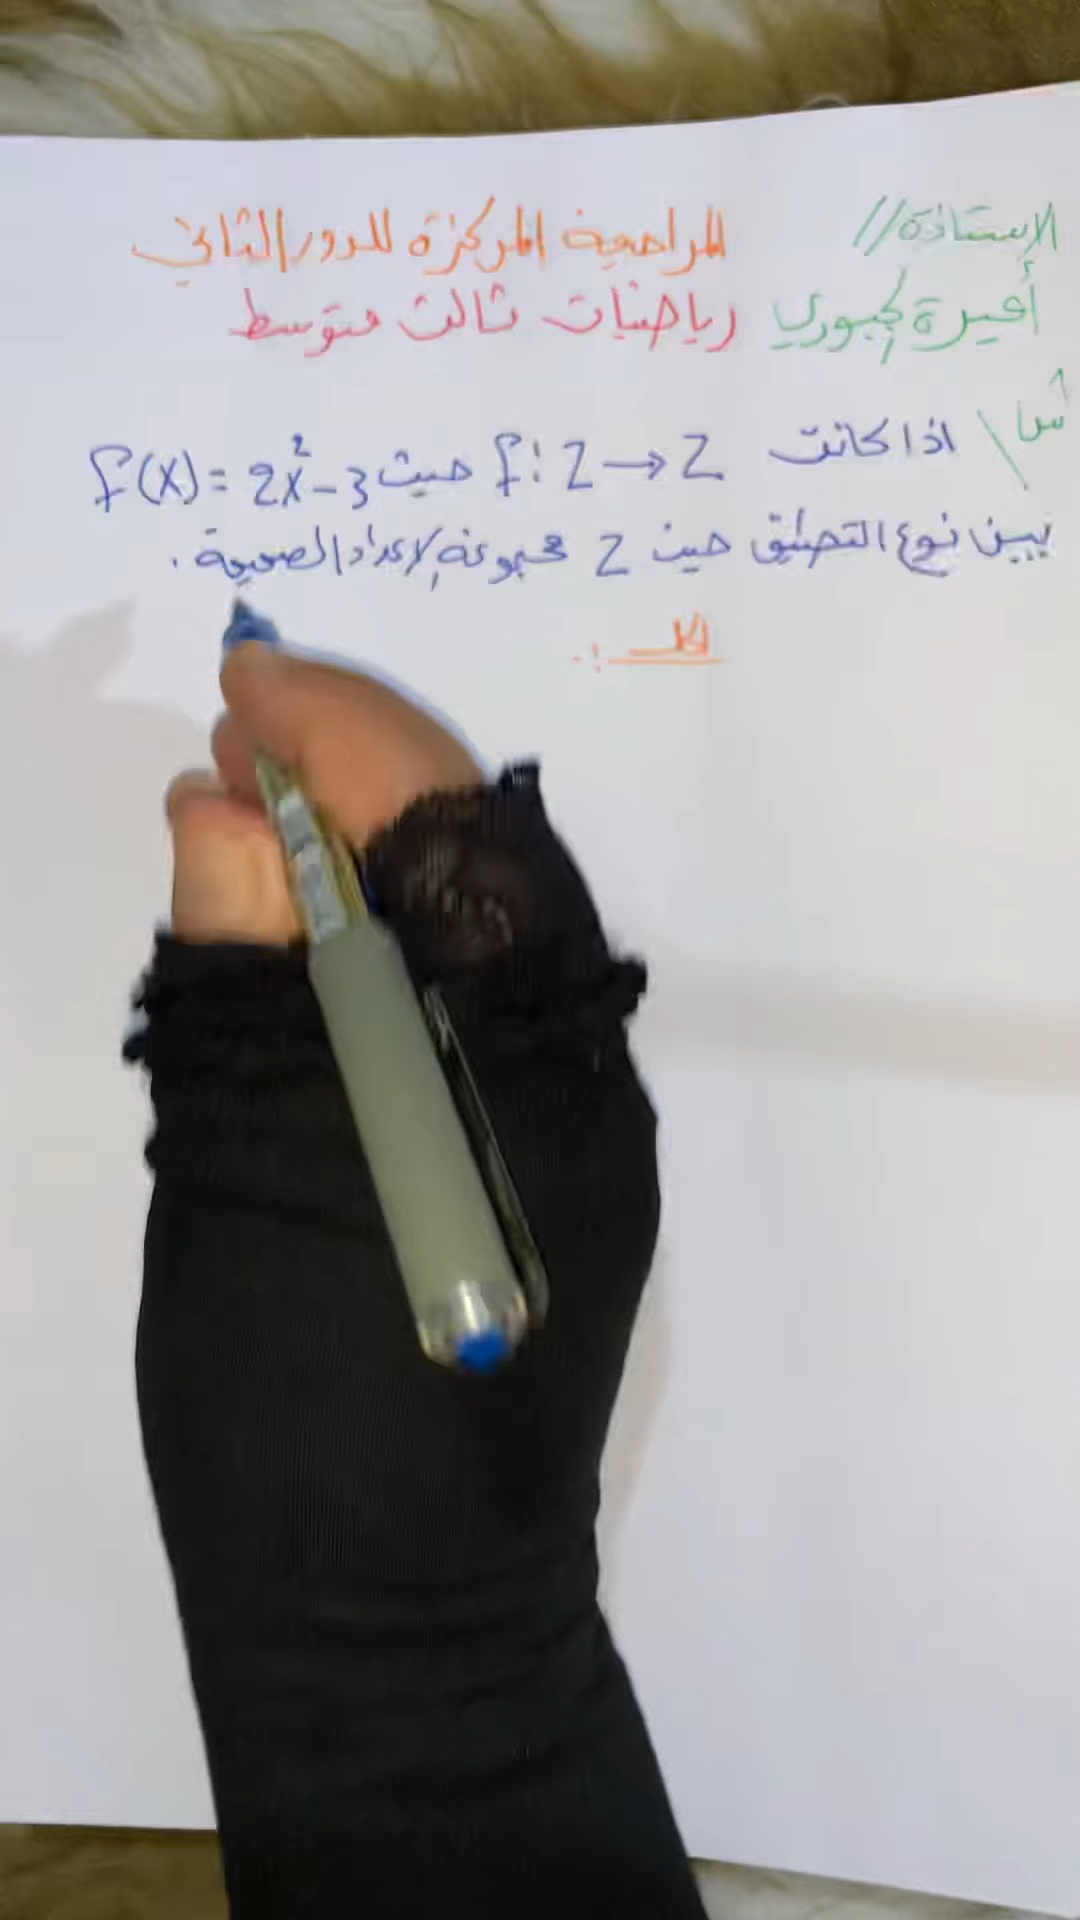 الاستاذة// المراجعة المركزة للدور الثاني
أميرة الجبوري رياضيات ثالث متوسط
س\ اذا كانت f: Z → Z حيث f(x) = 2x² - 3
بين نوع التطبيق حيث Z مجموعة الاعداد الصحيحة .
الحل :.